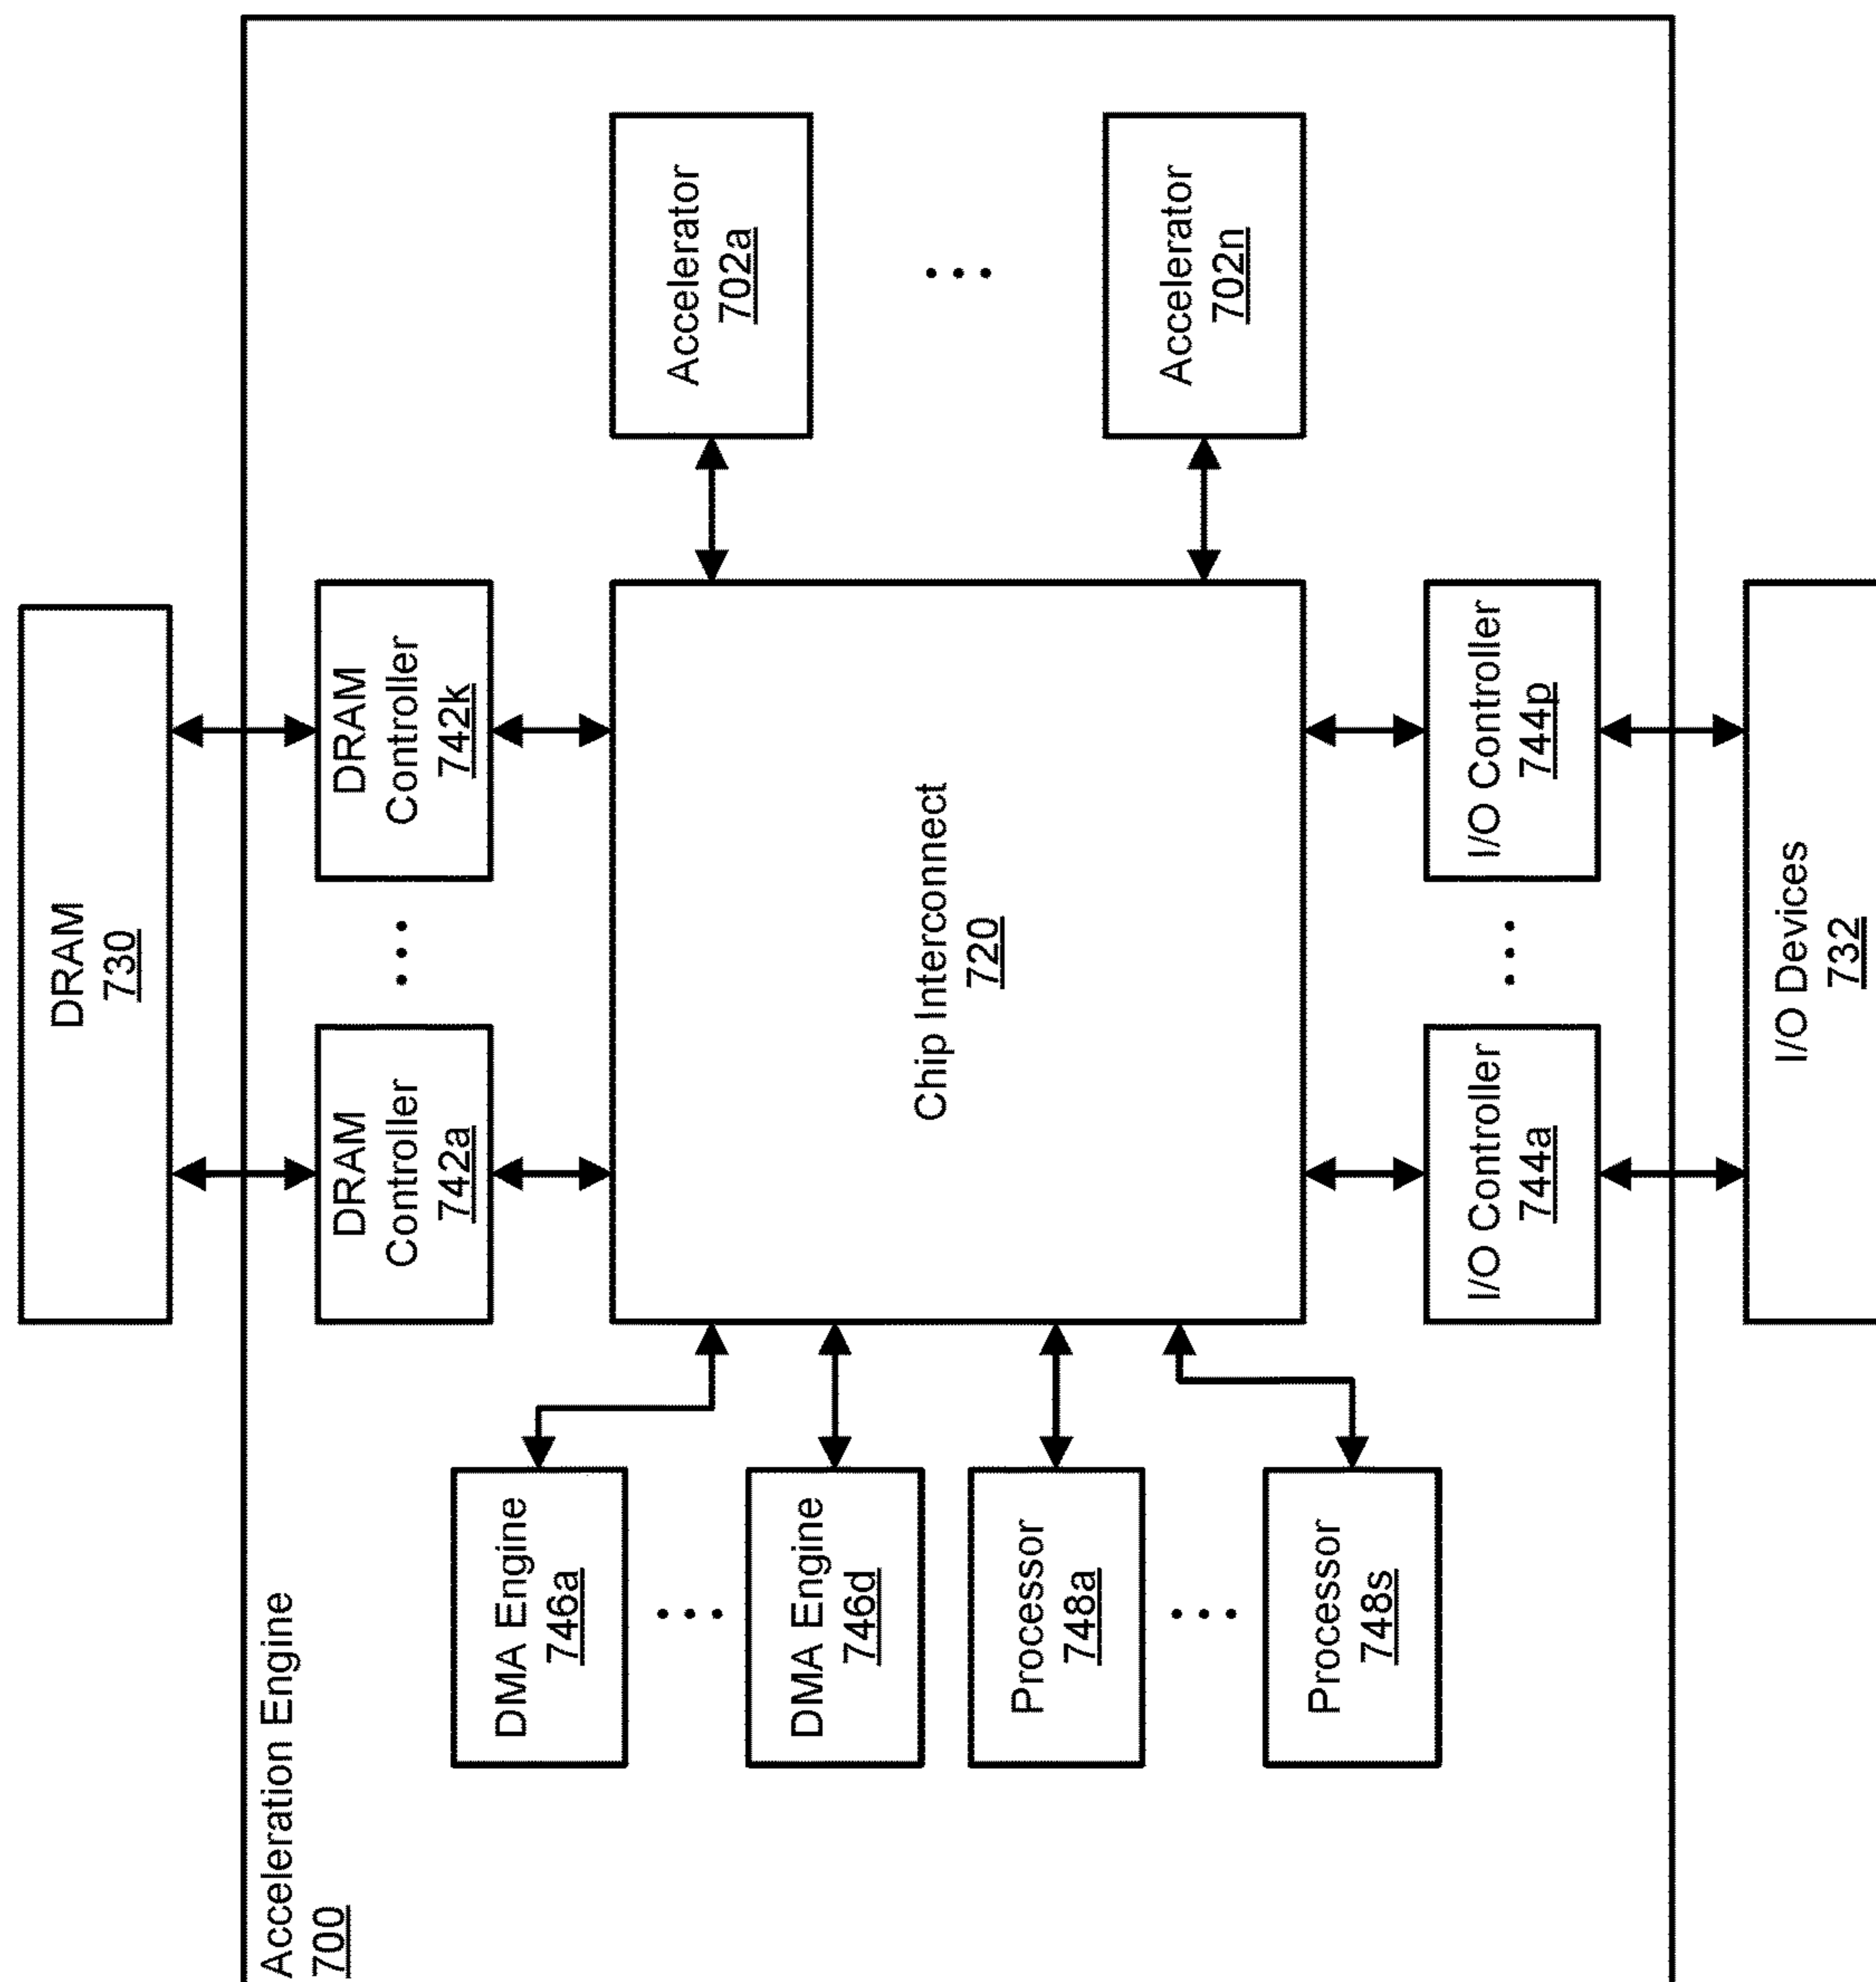 Acceleration Engine
700
DRAM
730
DRAM
Controller
742a
...
DRAM
Controller
742k
DMA Engine
746a
...
DMA Engine
746d
Processor
748a
...
Processor
748s
Chip Interconnect
720
Accelerator
702a
...
Accelerator
702n
I/O Controller
744a
...
I/O Controller
744p
I/O Devices
732